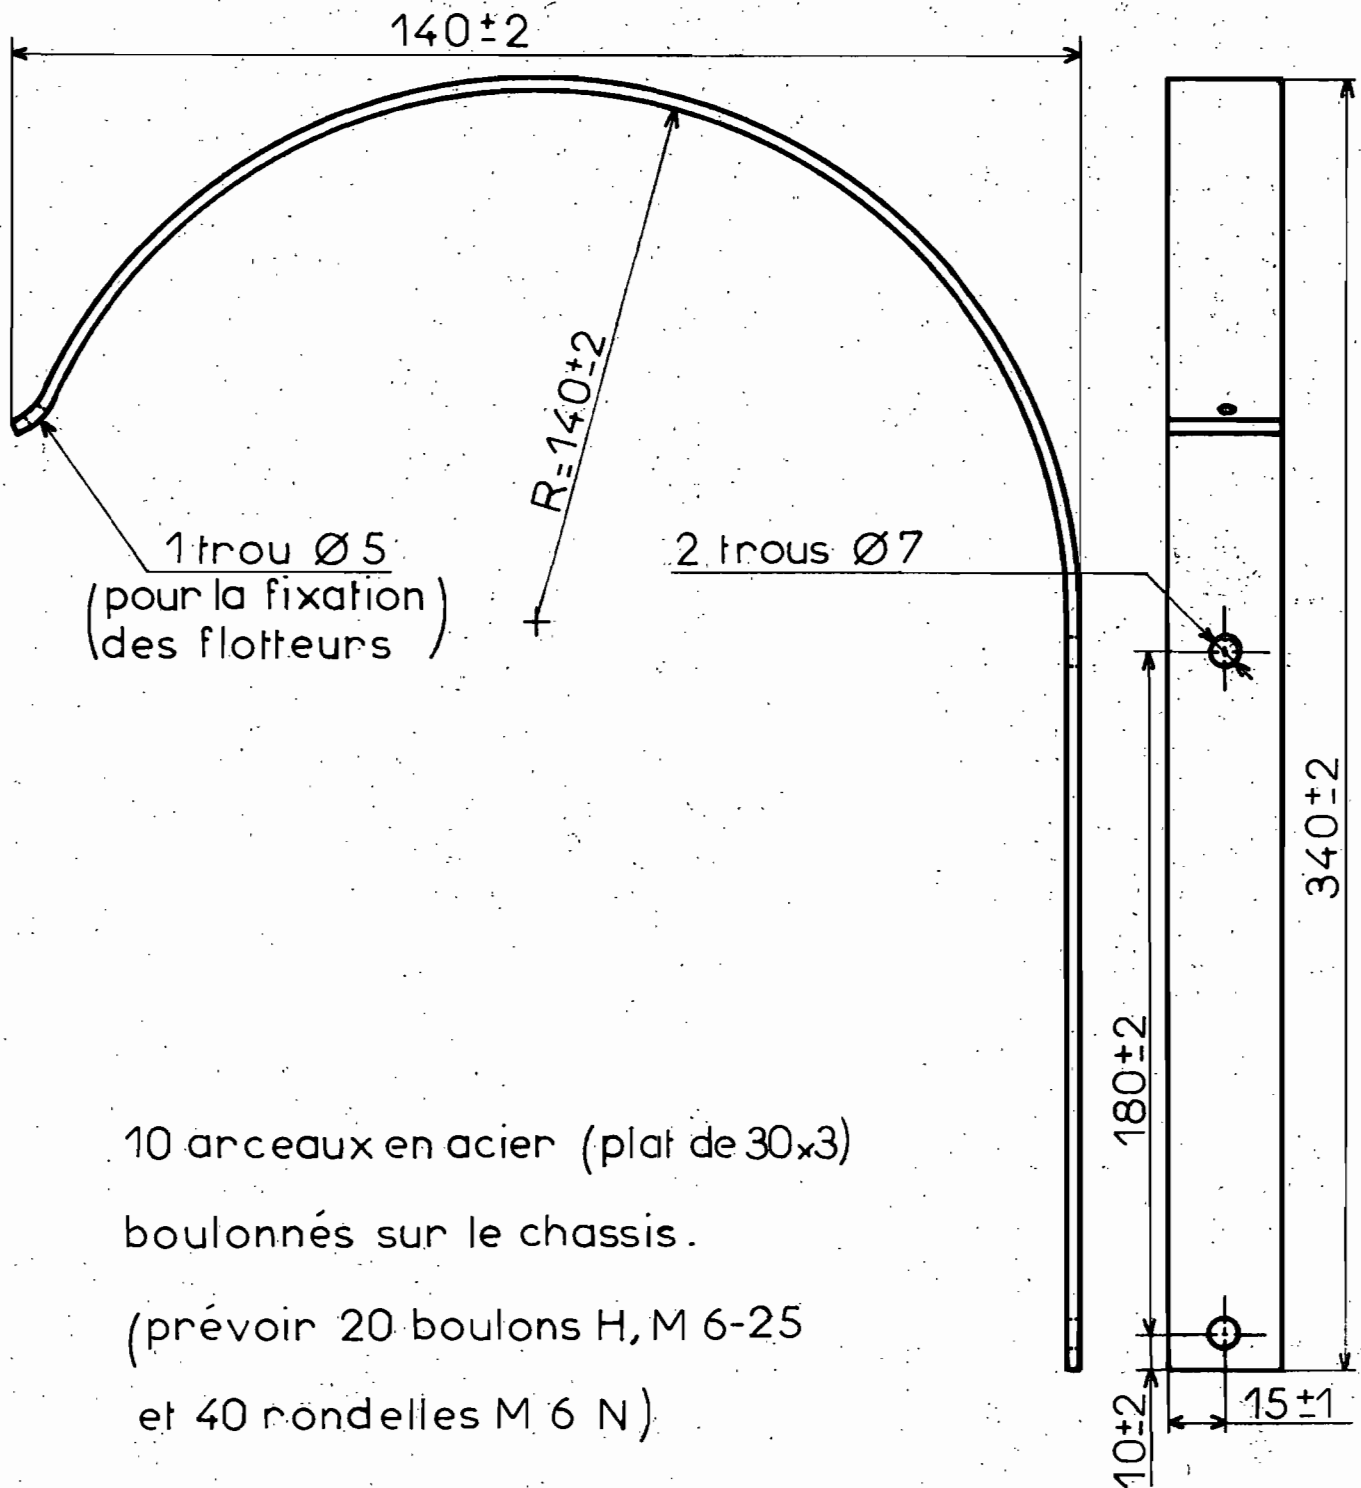 140±2
R=140±2
1 trou Ø 5
(pour la fixation
des flotteurs)
2 trous Ø 7
340±2
180±2
10±2
15±1
10 arceaux en acier (plat de 30x3)
boulonnés sur le chassis.
(prévoir 20 boulons H, M 6-25
et 40 rondelles M 6 N)